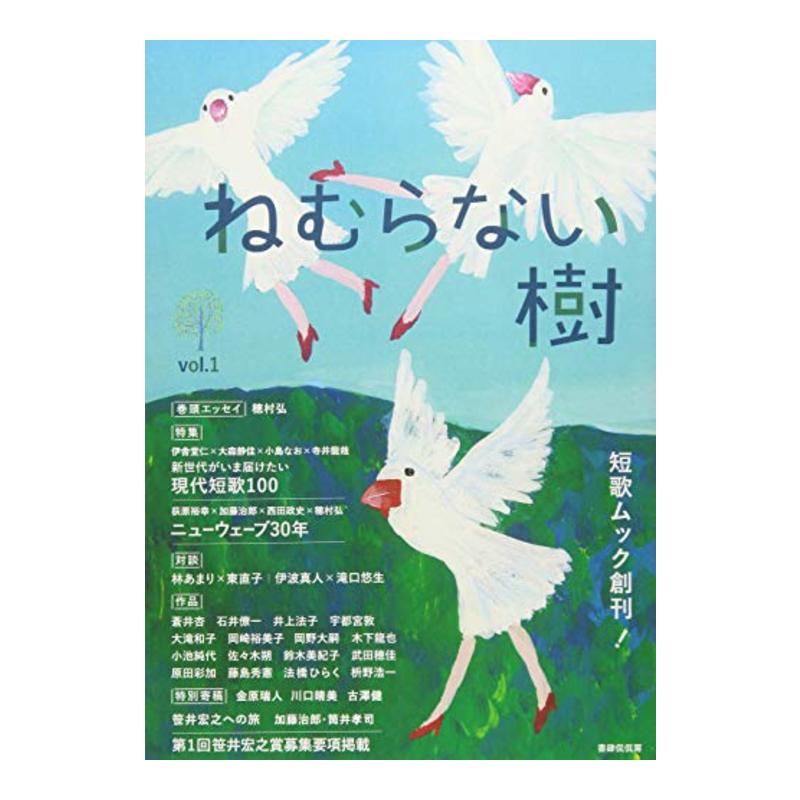 ねむらない
樹
vol.1
巻頭エッセイ 穂村弘
特集
伊舎堂仁×大森静佳×小島なお×寺井龍哉
新世代がいま届けたい
現代短歌100
荻原裕幸×加藤治郎×西田政史×穂村弘
ニューウェーブ30年
対談
林あまり×東直子|伊波真人×滝口悠生
作品
蒼井杏 石井僚一 井上法子 宇都宮敦
大滝和子 岡崎裕美子 岡野大嗣 木下龍也
小池純代 佐々木朔 鈴木美紀子 武田穂佳
原田彩加 藤島秀憲 法橋ひらく 枡野浩一
特別寄稿 金原瑞人 川口晴美 古澤健
笹井宏之への旅 加藤治郎・筒井孝司
第1回笹井宏之賞募集要項掲載
短歌ムック創刊!
書肆侃侃房